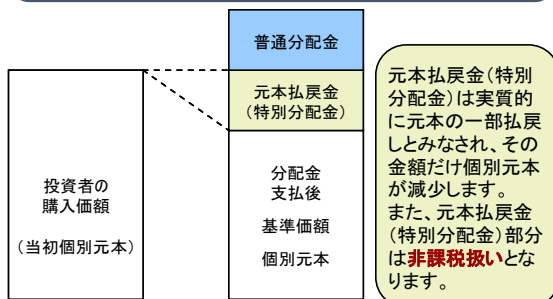 普通分配金
元本払戻金
(特別分配金)
投資者の
購入価額
(当初個別元本)
分配金
支払後
基準価額
個別元本
元本払戻金(特別
分配金)は実質的
に元本の一部払戻
しとみなされ、その
金額だけ個別元本
が減少します。
また、元本払戻金
(特別分配金)部分
は非課税扱いとな
ります。